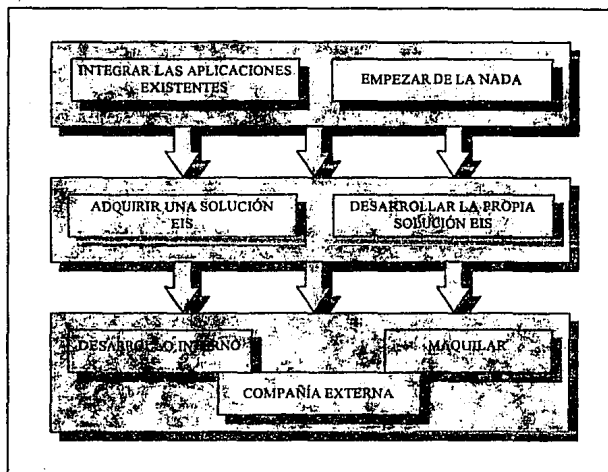 INTEGRAR LAS APLICACIONES
EXISTENTES
EMPEZAR DE LA NADA
ADQUIRIR UNA SOLUCIÓN
EIS
DESARROLLAR LA PROPIA
SOLUCIÓN EIS
DESARROLLO INTERNO
MAQUILAR
COMPAÑÍA EXTERNA